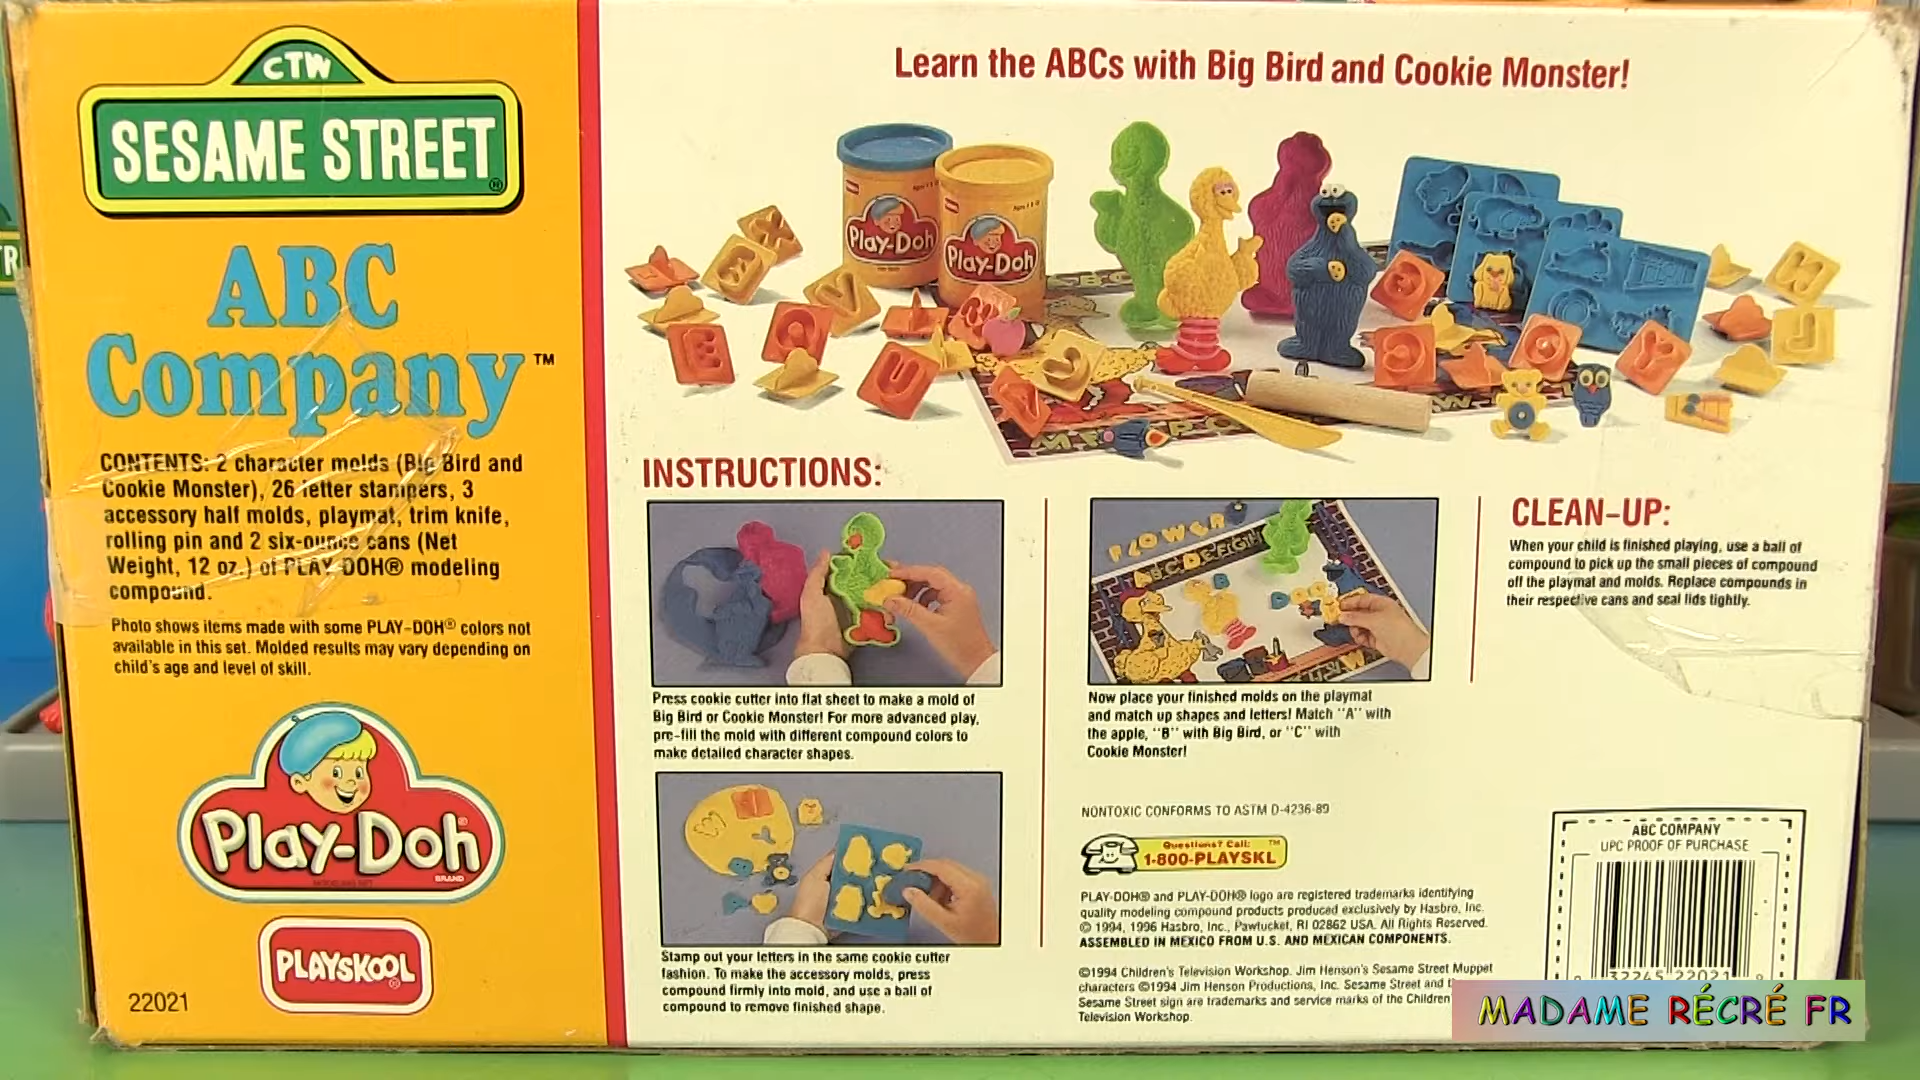 CTW
SESAME STREET®
ABC
Company™
CONTENTS: 2 character molds (Big Bird and
Cookie Monster), 26 letter stampers, 3
accessory half molds, playmat, trim knife,
rolling pin and 2 six-ounce cans (Net
Weight, 12 oz.) of PLAY-DOH® modeling
compound.
Photo shows items made with some PLAY-DOH® colors not
available in this set. Molded results may vary depending on
child's age and level of skill.
Play-Doh®
BRAND
PLAYSKOOL®
22021
Learn the ABCs with Big Bird and Cookie Monster!
Play-Doh
Play-Doh
INSTRUCTIONS:
Press cookie cutter into flat sheet to make a mold of
Big Bird or Cookie Monster! For more advanced play,
pre-fill the mold with different compound colors to
make detailed character shapes.
Stamp out your letters in the same cookie cutter
fashion. To make the accessory molds, press
compound firmly into mold, and use a ball of
compound to remove finished shape.
FLOWER
ABCDEFGH
Now place your finished molds on the playmat
and match up shapes and letters! Match "A" with
the apple, "B" with Big Bird, or "C" with
Cookie Monster!
CLEAN-UP:
When your child is finished playing, use a ball of
compound to pick up the small pieces of compound
off the playmat and molds. Replace compounds in
their respective cans and seal lids tightly.
NONTOXIC CONFORMS TO ASTM D-4236-89
Questions? Call: ™
1-800-PLAYSKL
PLAY-DOH® and PLAY-DOH® logo are registered trademarks identifying
quality modeling compound products produced exclusively by Hasbro, Inc.
© 1994, 1996 Hasbro, Inc., Pawtucket, RI 02862 USA. All Rights Reserved.
ASSEMBLED IN MEXICO FROM U.S. AND MEXICAN COMPONENTS.
©1994 Children's Television Workshop. Jim Henson's Sesame Street Muppet
characters ©1994 Jim Henson Productions, Inc. Sesame Street and
Sesame Street sign are trademarks and service marks of the Children
Television Workshop.
ABC COMPANY
UPC PROOF OF PURCHASE
32245 22021
MADAME RÉCRÉ FR